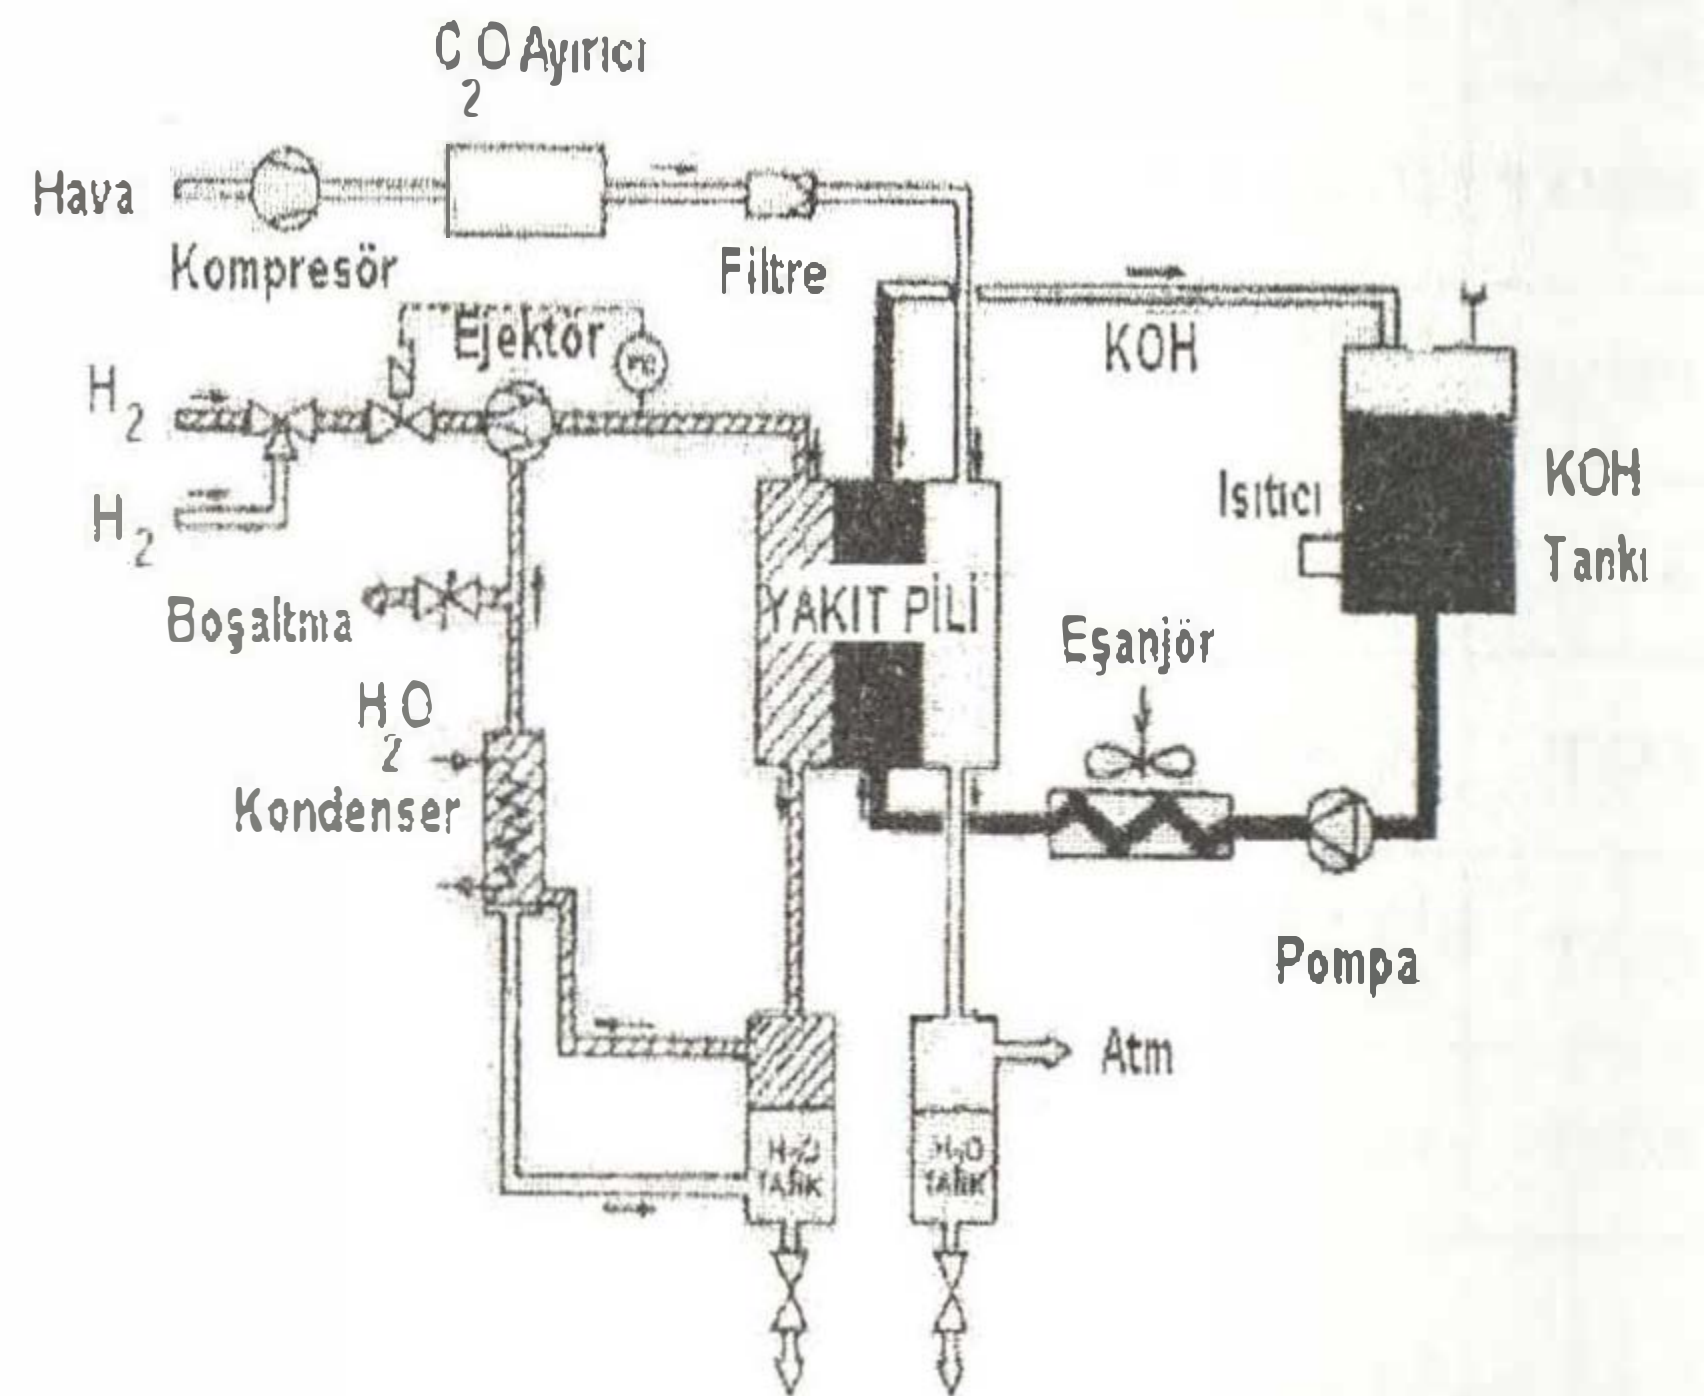 C₂O Ayırıcı
Hava
Kompresör
Filtre
Ejektör
KOH
H₂
H₂
Isıtıcı
KOH
Tankı
YAKIT PİLİ
Boşaltma
Eşanjör
H₂O
Kondenser
Pompa
Atm
H₂O
TANK
H₂O
TANK